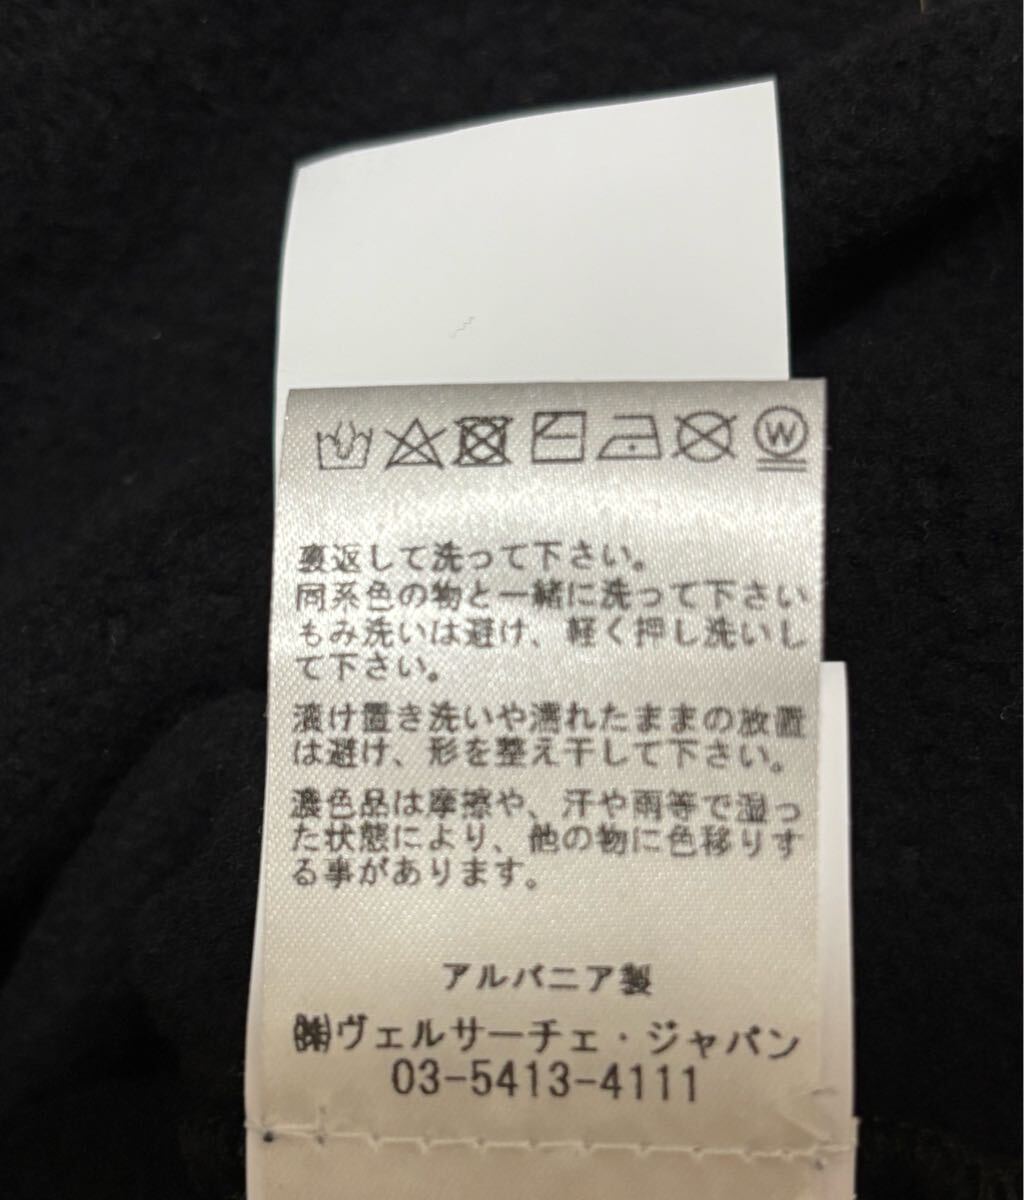 W
裏返して洗って下さい。
同系色の物と一緒に洗って下さい
もみ洗いは避け、軽く押し洗いし
て下さい。
漬け置き洗いや濡れたままの放置
は避け、形を整え干して下さい。
濃色品は摩擦や、汗や雨等で湿っ
た状態により、他の物に色移りす
る事があります。
アルバニア製
㈱ヴェルサーチェ・ジャパン
03-5413-4111